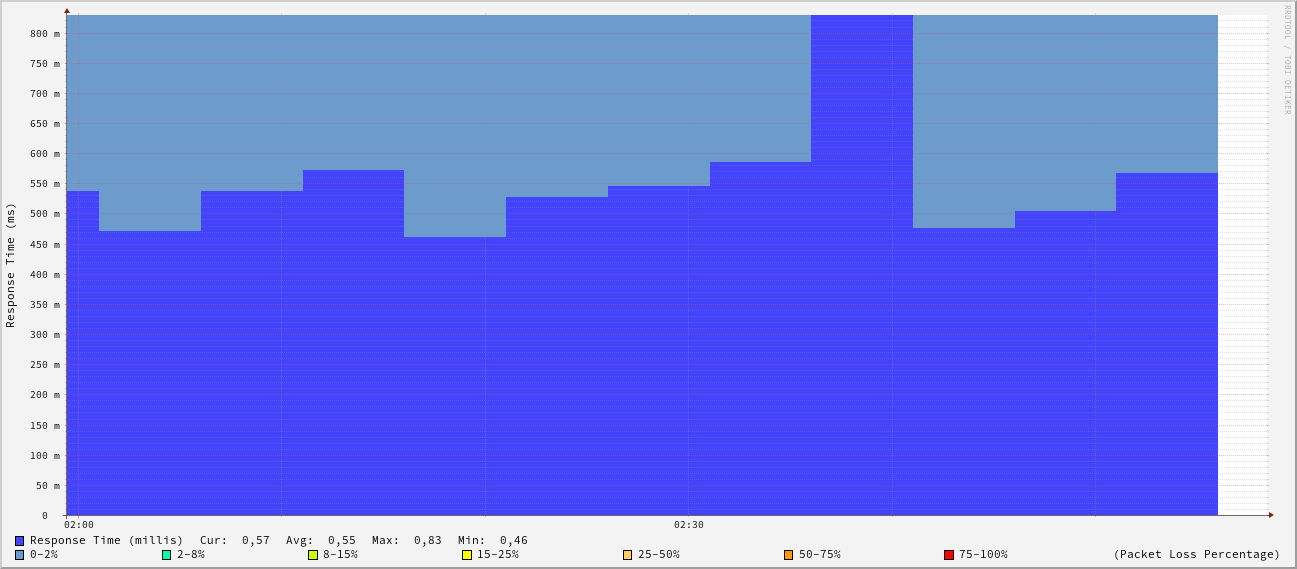 RRDTOOL / TOBI OETIKER
Response Time (ms)
800 m
750 m
700 m
650 m
600 m
550 m
500 m
450 m
400 m
350 m
300 m
250 m
200 m
150 m
100 m
50 m
0
02:00 02:30
Response Time (millis) Cur: 0,57 Avg: 0,55 Max: 0,83 Min: 0,46
0-2% 2-8% 8-15% 15-25% 25-50% 50-75% 75-100% (Packet Loss Percentage)